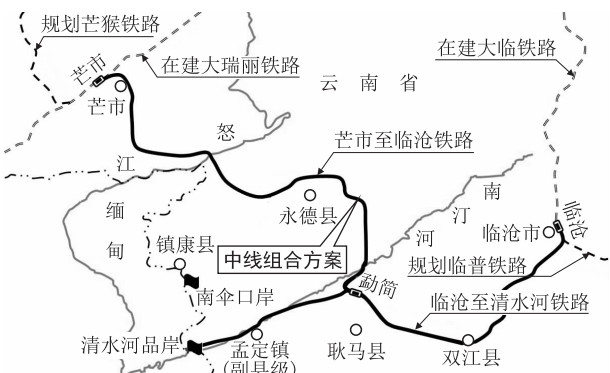 规划芒猴铁路
在建大瑞丽铁路
在建大临铁路
芒市
芒市
云南省
怒
江
芒市至临沧铁路
缅
甸
永德县
南
汀
河
临沧
临沧市
镇康县
中线组合方案
规划临普铁路
勐简
南伞口岸
临沧至清水河铁路
清水河品岸
孟定镇
(副县级)
耿马县
双江县